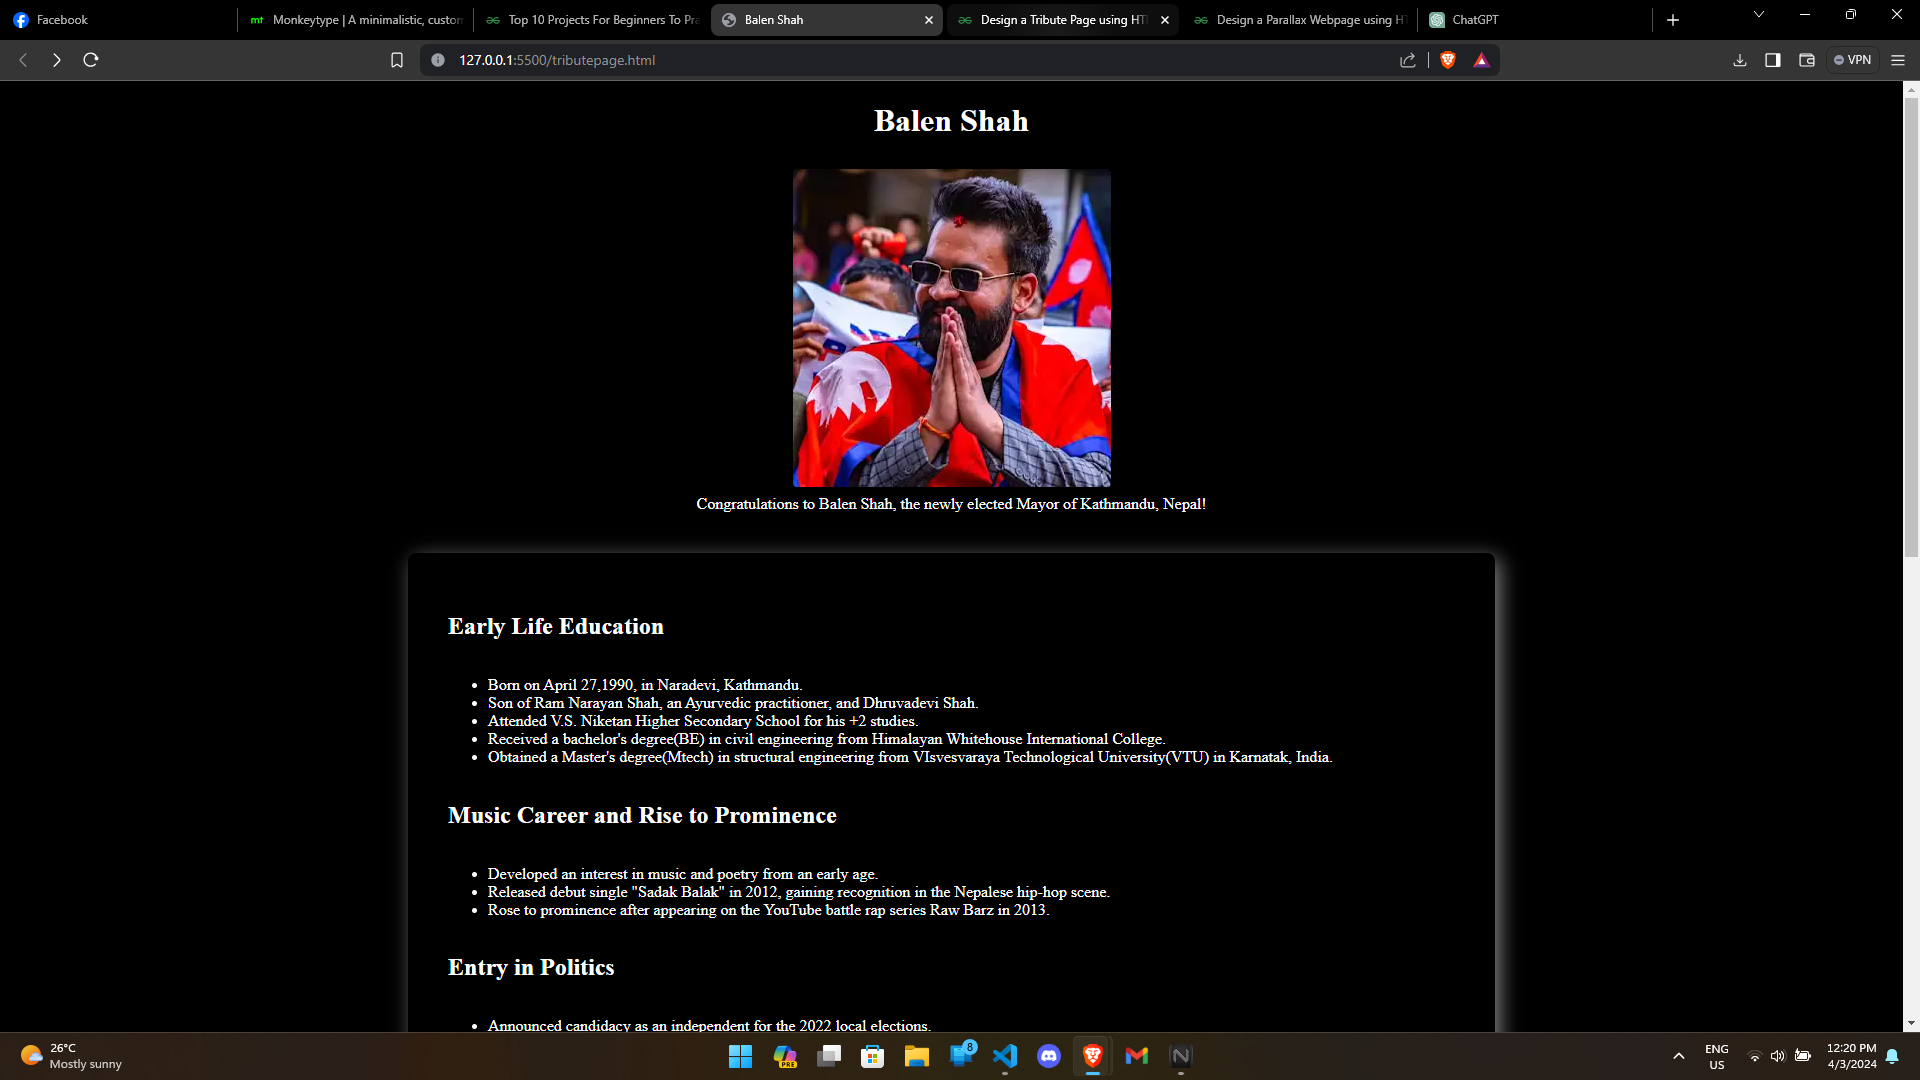 Facebook
Monkeytype | A minimalistic, custom
Top 10 Projects For Beginners To Pra
Balen Shah
Design a Tribute Page using HT
Design a Parallax Webpage using HT
ChatGPT
127.0.0.1:5500/tributepage.html
VPN
Balen Shah
Congratulations to Balen Shah, the newly elected Mayor of Kathmandu, Nepal!
Early Life Education
Born on April 27,1990, in Naradevi, Kathmandu.
Son of Ram Narayan Shah, an Ayurvedic practitioner, and Dhruvadevi Shah.
Attended V.S. Niketan Higher Secondary School for his +2 studies.
Received a bachelor's degree(BE) in civil engineering from Himalayan Whitehouse International College.
Obtained a Master's degree(Mtech) in structural engineering from VIsvesvaraya Technological University(VTU) in Karnatak, India.
Music Career and Rise to Prominence
Developed an interest in music and poetry from an early age.
Released debut single "Sadak Balak" in 2012, gaining recognition in the Nepalese hip-hop scene.
Rose to prominence after appearing on the YouTube battle rap series Raw Barz in 2013.
Entry in Politics
Announced candidacy as an independent for the 2022 local elections.
26°C
Mostly sunny
PRE
8
ENG
US
12:20 PM
4/3/2024